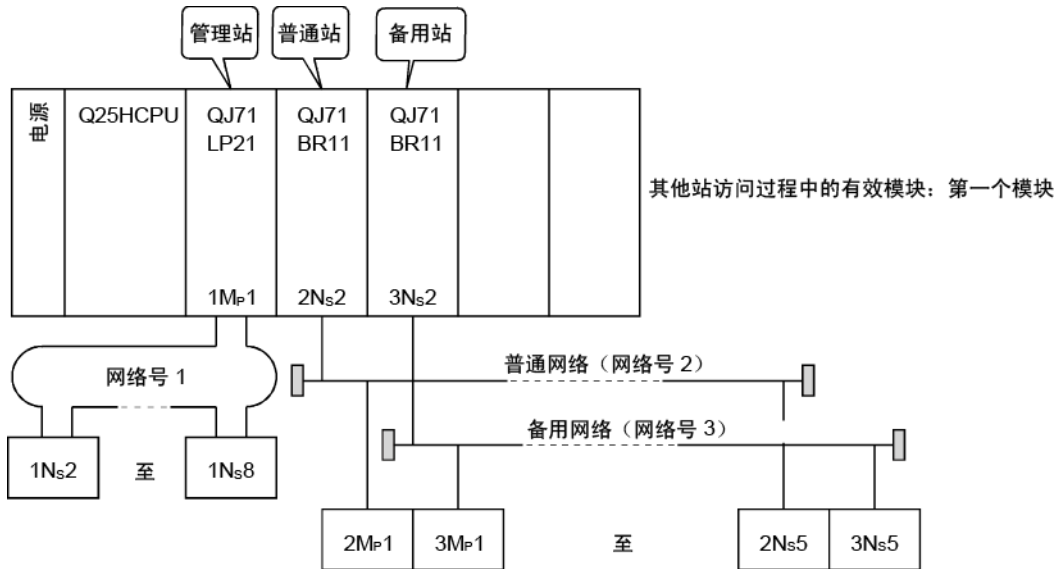 管理站
普通站
备用站
电源
Q25HCPU
QJ71
LP21
QJ71
BR11
QJ71
BR11
其他站访问过程中的有效模块：第一个模块
1MP1
2NS2
3NS2
网络号 1
普通网络（网络号 2）
备用网络（网络号 3）
1NS2
至
1NS8
2MP1
3MP1
至
2NS5
3NS5